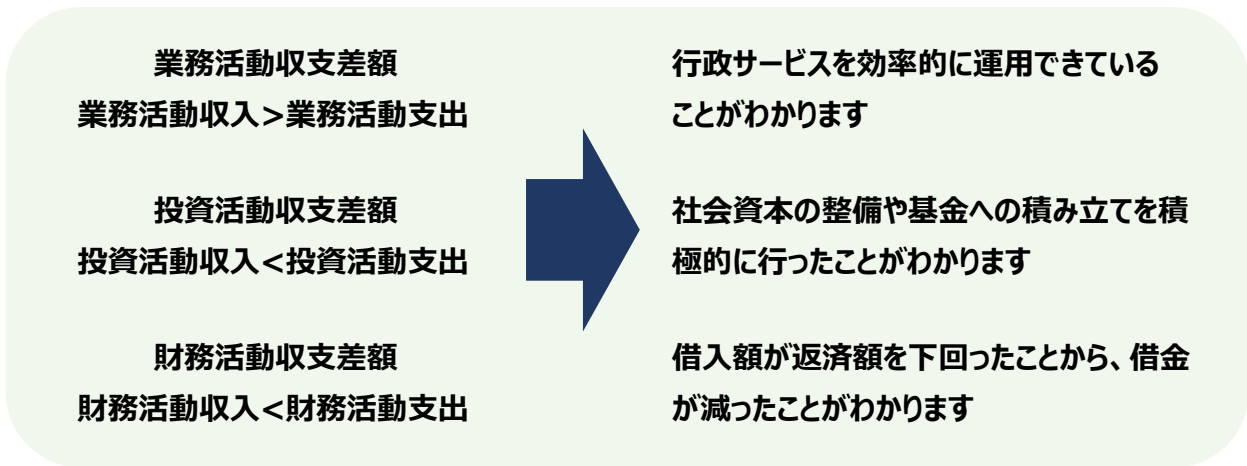 業務活動収支差額
業務活動収入>業務活動支出
行政サービスを効率的に運用できている
ことがわかります
投資活動収支差額
投資活動収入<投資活動支出
社会資本の整備や基金への積み立てを積
極的に行ったことがわかります
財務活動収支差額
財務活動収入<財務活動支出
借入額が返済額を下回ったことから、借金
が減ったことがわかります